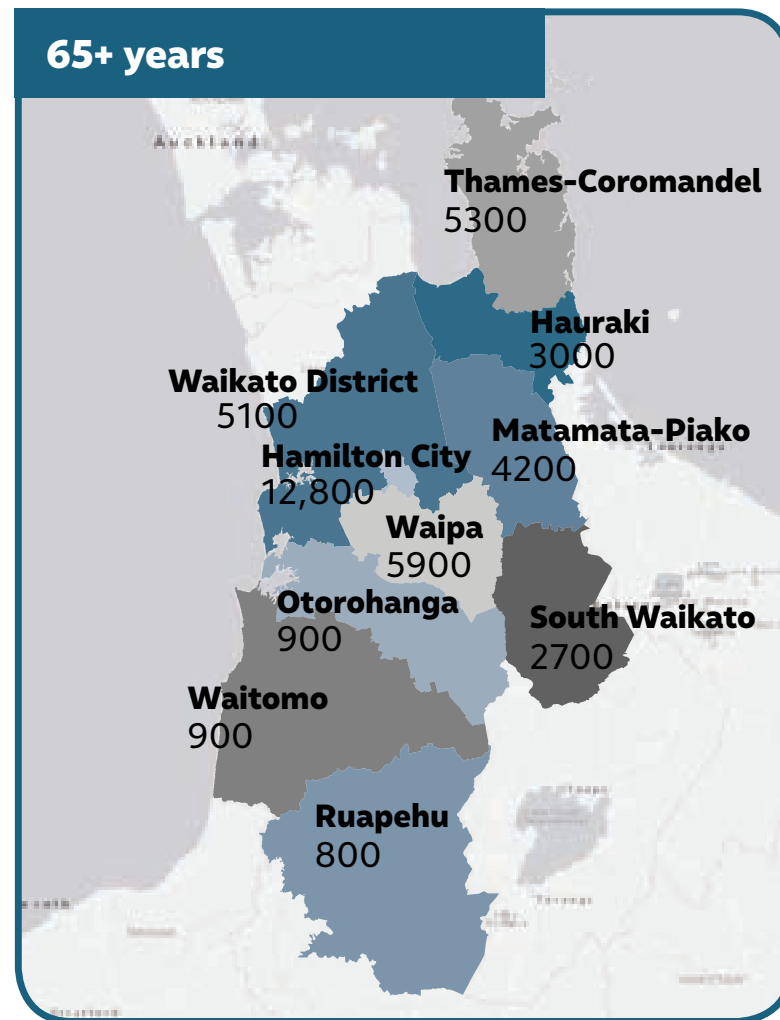 65+ years
Auckland
Thames-Coromandel
5300
Hauraki
3000
Waikato District
5100
Matamata-Piako
4200
Hamilton City
12,800
Waipa
5900
Otorohanga
900
South Waikato
2700
Waitomo
900
Ruapehu
800